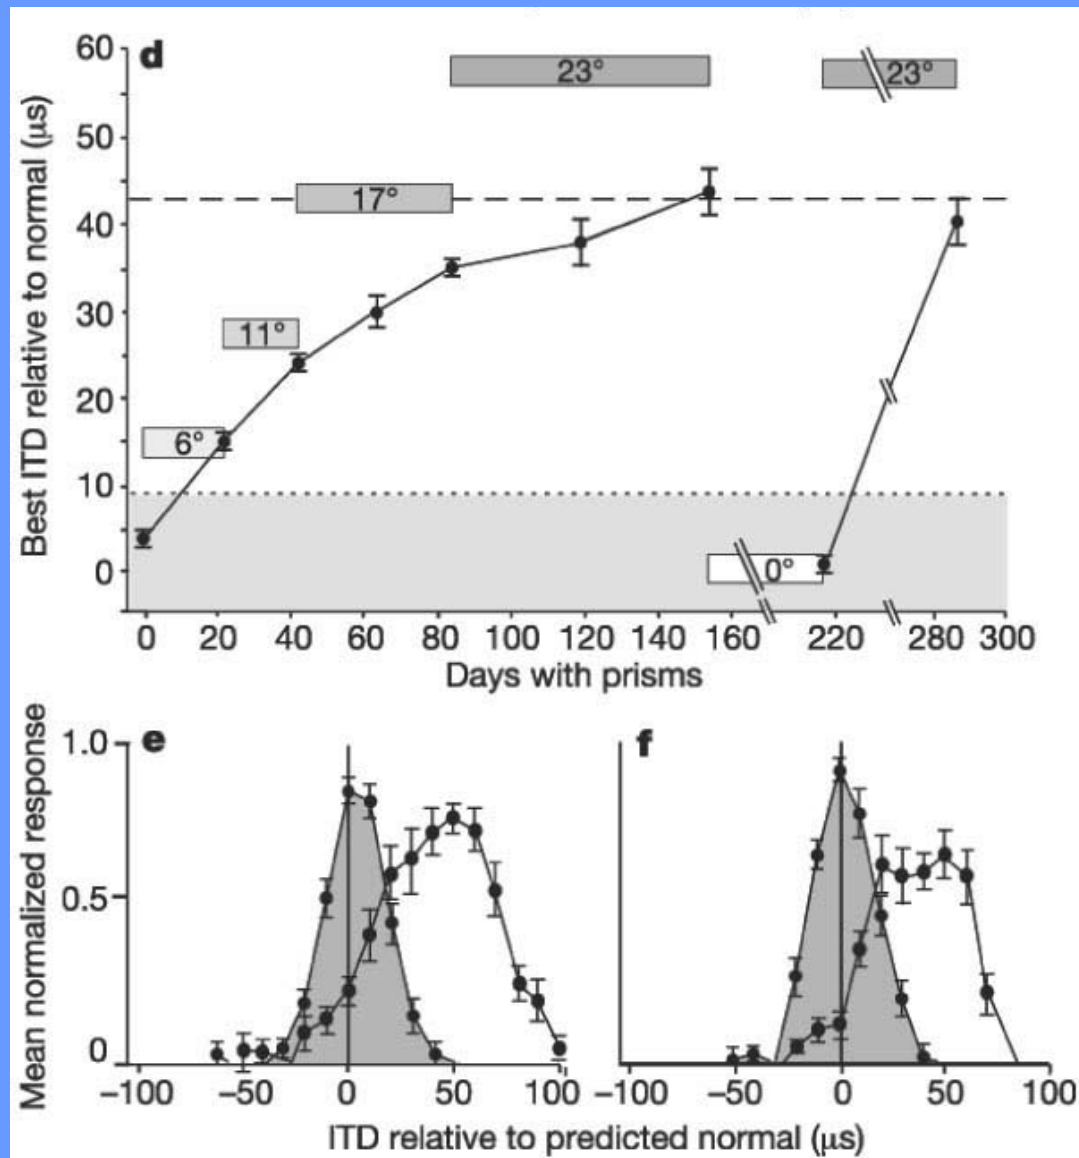 d
60
50
40
30
20
10
0
Best ITD relative to normal (μs)
23°
23°
17°
11°
6°
0°
0 20 40 60 80 100 120 140 160 220 280 300
Days with prisms
e
f
1.0
0.5
0
Mean normalized response
−100 −50 0 50 100
−100 −50 0 50 100
ITD relative to predicted normal (μs)